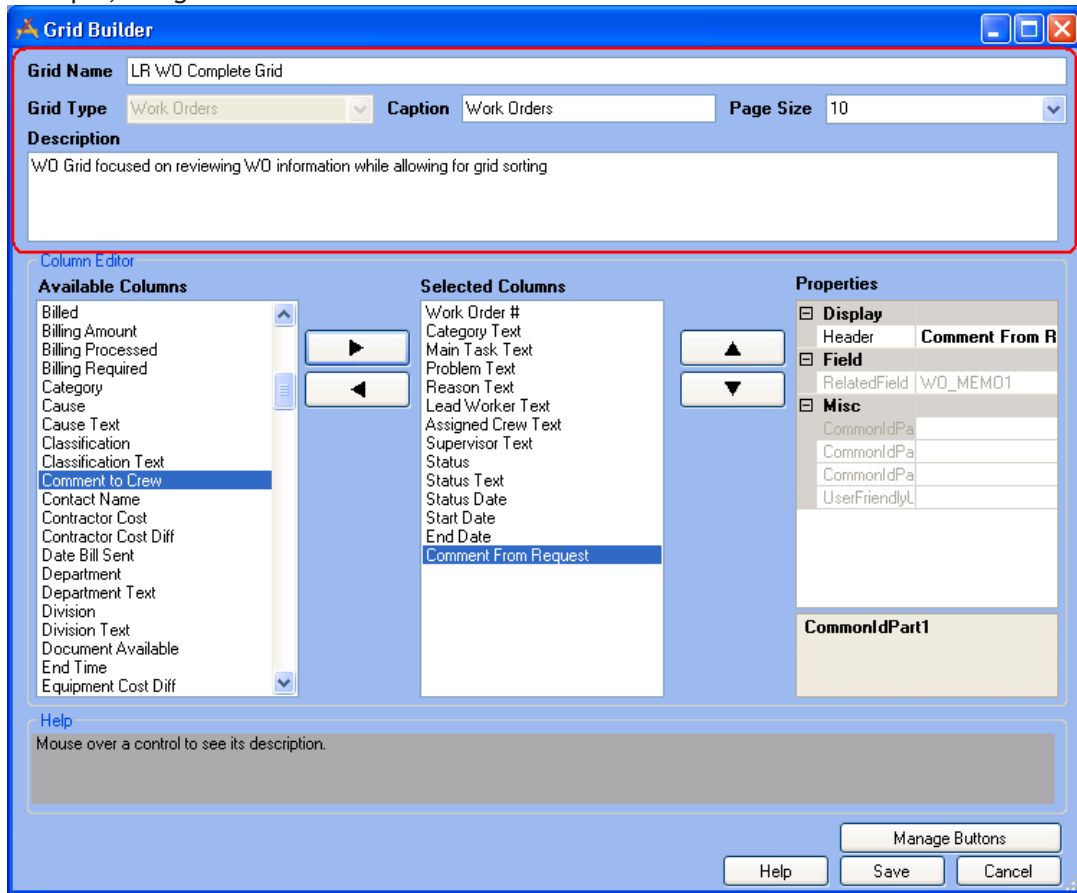 Grid Builder
Grid Name LR WO Complete Grid
Grid Type Work Orders Caption Work Orders Page Size 10
Description
WO Grid focused on reviewing WO information while allowing for grid sorting
Column Editor
Available Columns
Billed
Billing Amount
Billing Processed
Billing Required
Category
Cause
Cause Text
Classification
Classification Text
Comment to Crew
Contact Name
Contractor Cost
Contractor Cost Diff
Date Bill Sent
Department
Department Text
Division
Division Text
Document Available
End Time
Equipment Cost Diff
Selected Columns
Work Order #
Category Text
Main Task Text
Problem Text
Reason Text
Lead Worker Text
Assigned Crew Text
Supervisor Text
Status
Status Text
Status Date
Start Date
End Date
Comment From Request
Properties
Display
Header Comment From R
Field
RelatedField WO_MEMO1
Misc
CommonIdPa
CommonIdPa
CommonIdPa
UserFriendlyL
CommonIdPart1
Help
Mouse over a control to see its description.
Manage Buttons
Help Save Cancel